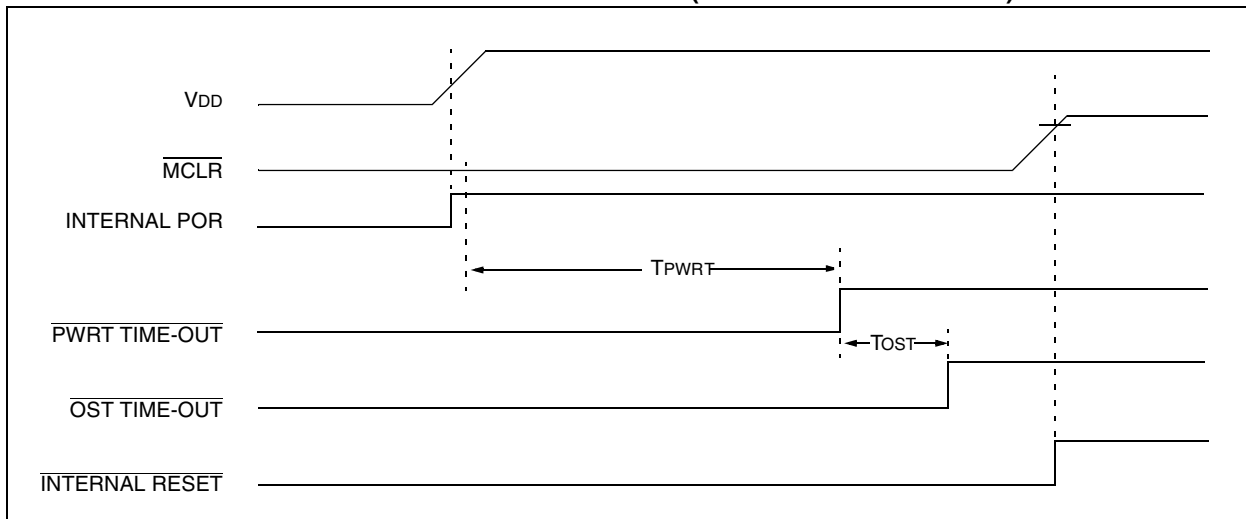 VDD
MCLR
INTERNAL POR
TPWRT
PWRT TIME-OUT
TOST
OST TIME-OUT
INTERNAL RESET